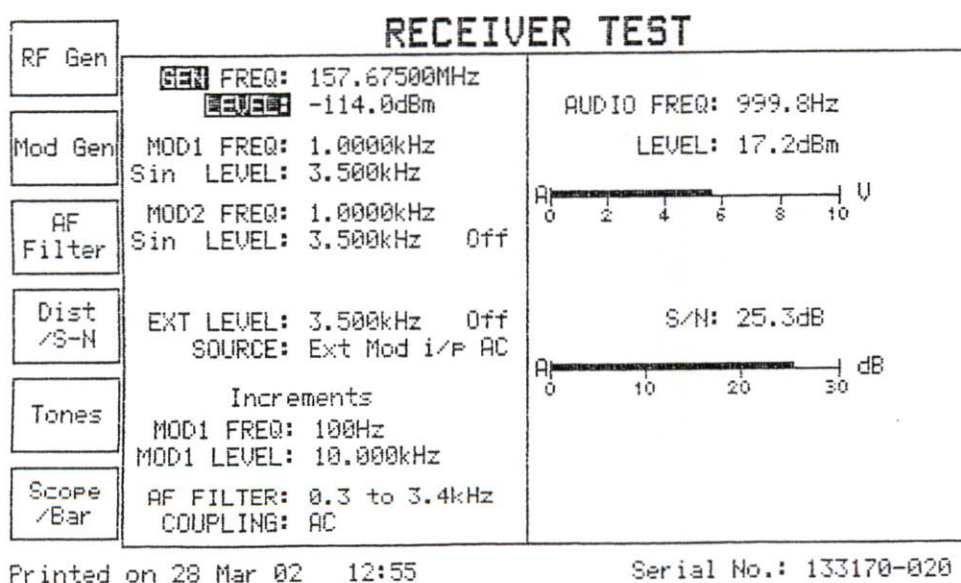 RECEIVER TEST
RF Gen
Mod Gen
AF
Filter
Dist
/S-N
Tones
Scope
/Bar
GEN FREQ: 157.67500MHz
LEVEL: -114.0dBm
MOD1 FREQ: 1.0000kHz
Sin LEVEL: 3.500kHz
MOD2 FREQ: 1.0000kHz
Sin LEVEL: 3.500kHz Off
EXT LEVEL: 3.500kHz Off
SOURCE: Ext Mod i/p AC
Increments
MOD1 FREQ: 100Hz
MOD1 LEVEL: 10.000kHz
AF FILTER: 0.3 to 3.4kHz
COUPLING: AC
AUDIO FREQ: 999.8Hz
LEVEL: 17.2dBm
A V
0 2 4 6 8 10
S/N: 25.3dB
A dB
0 10 20 30
Printed on 28 Mar 02 12:55
Serial No.: 133170-020